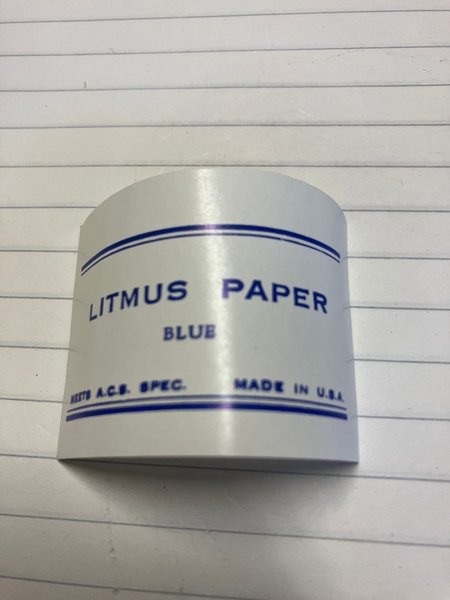 LITMUS PAPER
BLUE
MEETS A.C.S. SPEC. MADE IN U.S.A.